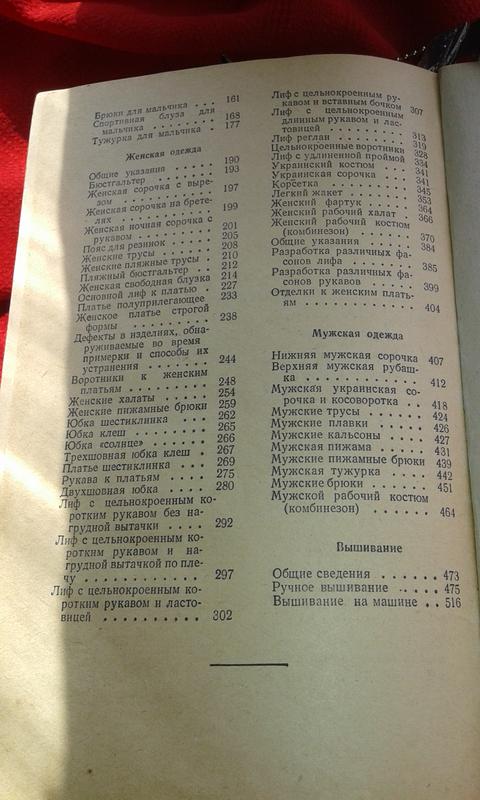 Брюки для мальчика . . . 161
Спортивная блуза для
мальчика . . . . . . . 168
Тужурка для мальчика . 177
Женская одежда
Общие указания . . . . 190
Бюстгальтер . . . . . . 193
Женская сорочка с выре-
зом . . . . . . . . . . 197
Женская сорочка на брете-
лях . . . . . . . . . . 199
Женская ночная сорочка с
рукавом . . . . . . . . 201
Пояс для резинок . . . . 205
Женские трусы . . . . . 208
Женские пляжные трусы . 210
Пляжный бюстгальтер . . 212
Женская свободная блузка 214
Основной лиф к платью . 227
Платье полуприлегающее 233
Женское платье строгой
формы . . . . . . . . . 238
Дефекты в изделиях, обна-
руживаемые во время
примерки и способы их
устранения . . . . . . . 244
Воротники к женским
платьям . . . . . . . . 248
Женские халаты . . . . . 254
Женские пижамные брюки 259
Юбка шестиклинка . . . . 262
Юбка клеш . . . . . . . 265
Юбка «солнце» . . . . . 266
Трехшовная юбка клеш . 267
Платье шестиклинка . . . 269
Рукава к платьям . . . . 275
Двухшовная юбка . . . . 280
Лиф с цельнокроеным ко-
ротким рукавом без на-
грудной вытачки . . . . 292
Лиф с цельнокроеным ко-
ротким рукавом и на-
грудной вытачкой по пле-
чу . . . . . . . . . . . 297
Лиф с цельнокроеным ко-
ротким рукавом и ласто-
вицей . . . . . . . . . . 302
Лиф с цельнокроеным ру-
кавом и вставным бочком 307
Лиф с цельнокроеным
длинным рукавом и лас-
товицей . . . . . . . . 313
Лиф реглан . . . . . . . 319
Цельнокроеные воротники 328
Лиф с удлиненной проймой 334
Украинский костюм . . . 341
Украинская сорочка . . . 341
Корсетка . . . . . . . . 345
Легкий жакет . . . . . . 353
Женский фартук . . . . . 364
Женский рабочий халат . 366
Женский рабочий костюм
(комбинезон) . . . . . . 370
Общие указания . . . . . 384
Разработка различных фа-
сонов лифа . . . . . . . 385
Разработка различных фа-
сонов рукавов . . . . . 399
Отделки к женским плать-
ям . . . . . . . . . . . 404
Мужская одежда
Нижняя мужская сорочка 407
Верхняя мужская рубаш-
ка . . . . . . . . . . . 412
Мужская украинская со-
рочка и косоворотка . . 418
Мужские трусы . . . . . 424
Мужские плавки . . . . . 426
Мужские кальсоны . . . . 427
Мужская пижама . . . . . 431
Мужские пижамные брюки 439
Мужская тужурка . . . . 442
Мужские брюки . . . . . 451
Мужской рабочий костюм
(комбинезон) . . . . . . 464
Вышивание
Общие сведения . . . . . . 473
Ручное вышивание . . . . . 475
Вышивание на машине . . 516